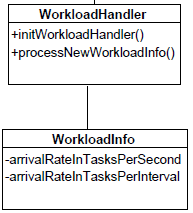 WorkloadHandler
+initWorkloadHandler()
+processNewWorkloadInfo()
WorkloadInfo
-arrivalRateInTasksPerSecond
-arrivalRateInTasksPerInterval